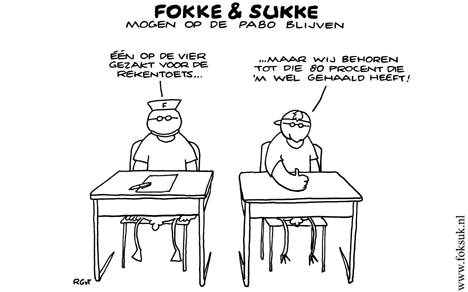 FOKKE & SUKKE
MOGEN OP DE PABO BLIJVEN
ÉÉN OP DE VIER
GEZAKT VOOR DE
REKENTOETS...
...MAAR WIJ BEHOREN
TOT DIE 80 PROCENT DIE
'M WEL GEHAALD HEEFT!
F
S
RGvT
www.foksuk.nl